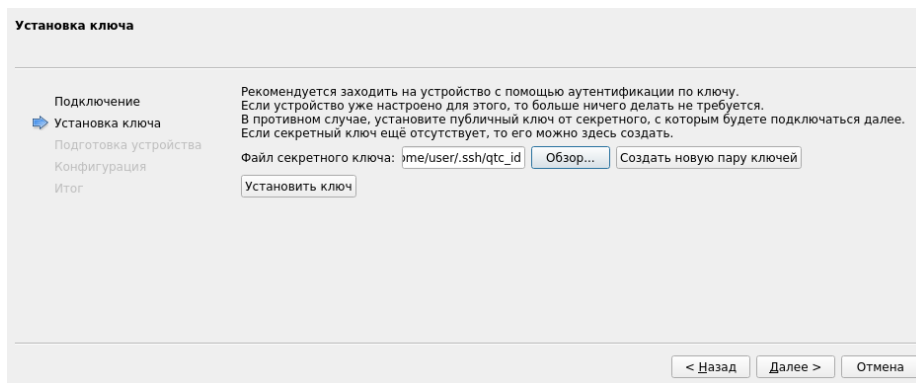 Установка ключа
Подключение
Установка ключа
Подготовка устройства
Конфигурация
Итог
Рекомендуется заходить на устройство с помощью аутентификации по ключу.
Если устройство уже настроено для этого, то больше ничего делать не требуется.
В противном случае, установите публичный ключ от секретного, с которым будете подключаться далее.
Если секретный ключ ещё отсутствует, то его можно здесь создать.
Файл секретного ключа: ome/user/.ssh/qtc_id Обзор... Создать новую пару ключей
Установить ключ
< Назад Далее > Отмена